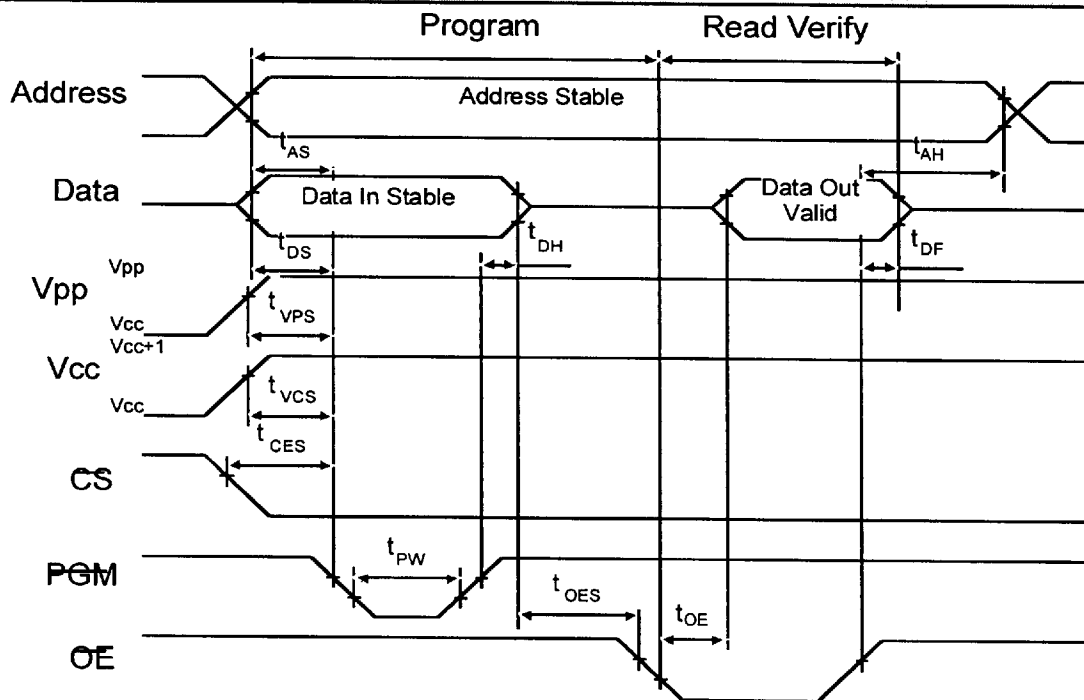 Program Read Verify
Address Address Stable
tAS tAH
Data Data In Stable Data Out
Valid
tDS tDH tDF
Vpp Vpp
tVPS
Vcc
Vcc+1
Vcc tVCS
Vcc
tCES
CS
PGM tPW
tOES tOE
OE